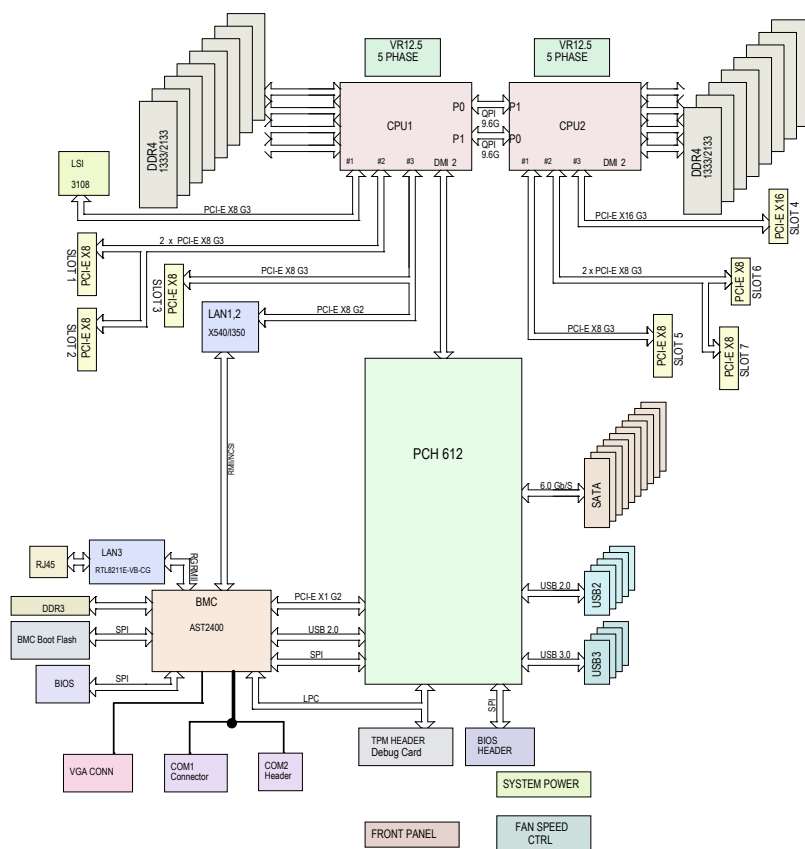 VR12.5
5 PHASE
VR12.5
5 PHASE
DDR4
1333/2133
CPU1
P0
P1
#1
#2
#3
DMI 2
QPI
9.6G
QPI
9.6G
CPU2
P1
P0
#1
#2
#3
DMI 2
DDR4
1333/2133
LSI
3108
PCI-E X8 G3
PCI-E X16 G3
PCI-E X16
SLOT 4
2 x PCI-E X8 G3
PCI-E X8
SLOT 1
PCI-E X8 G3
PCI-E X8
SLOT 3
2 x PCI-E X8 G3
PCI-E X8
SLOT 6
LAN1,2
X540/I350
PCI-E X8 G2
PCI-E X8
SLOT 2
PCI-E X8 G3
PCI-E X8
SLOT 5
PCI-E X8
SLOT 7
PCH 612
RMII/NCSI
6.0 Gb/S
SATA
RJ45
LAN3
RTL8211E-VB-CG
RGRMII
BMC
AST2400
DDR3
PCI-E X1 G2
USB 2.0
USB2
BMC Boot Flash
SPI
USB 2.0
SPI
USB 3.0
USB3
BIOS
SPI
LPC
SPI
VGA CONN
COM1
Connector
COM2
Header
TPM HEADER
Debug Card
BIOS
HEADER
SYSTEM POWER
FRONT PANEL
FAN SPEED
CTRL